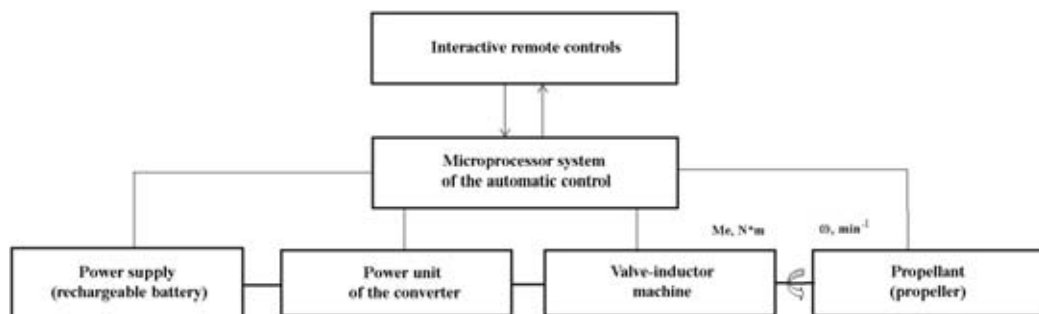 Interactive remote controls
Microprocessor system
of the automatic control
Me, N*m
ω, min⁻¹
Power supply
(rechargeable battery)
Power unit
of the converter
Valve-inductor
machine
Propellant
(propeller)